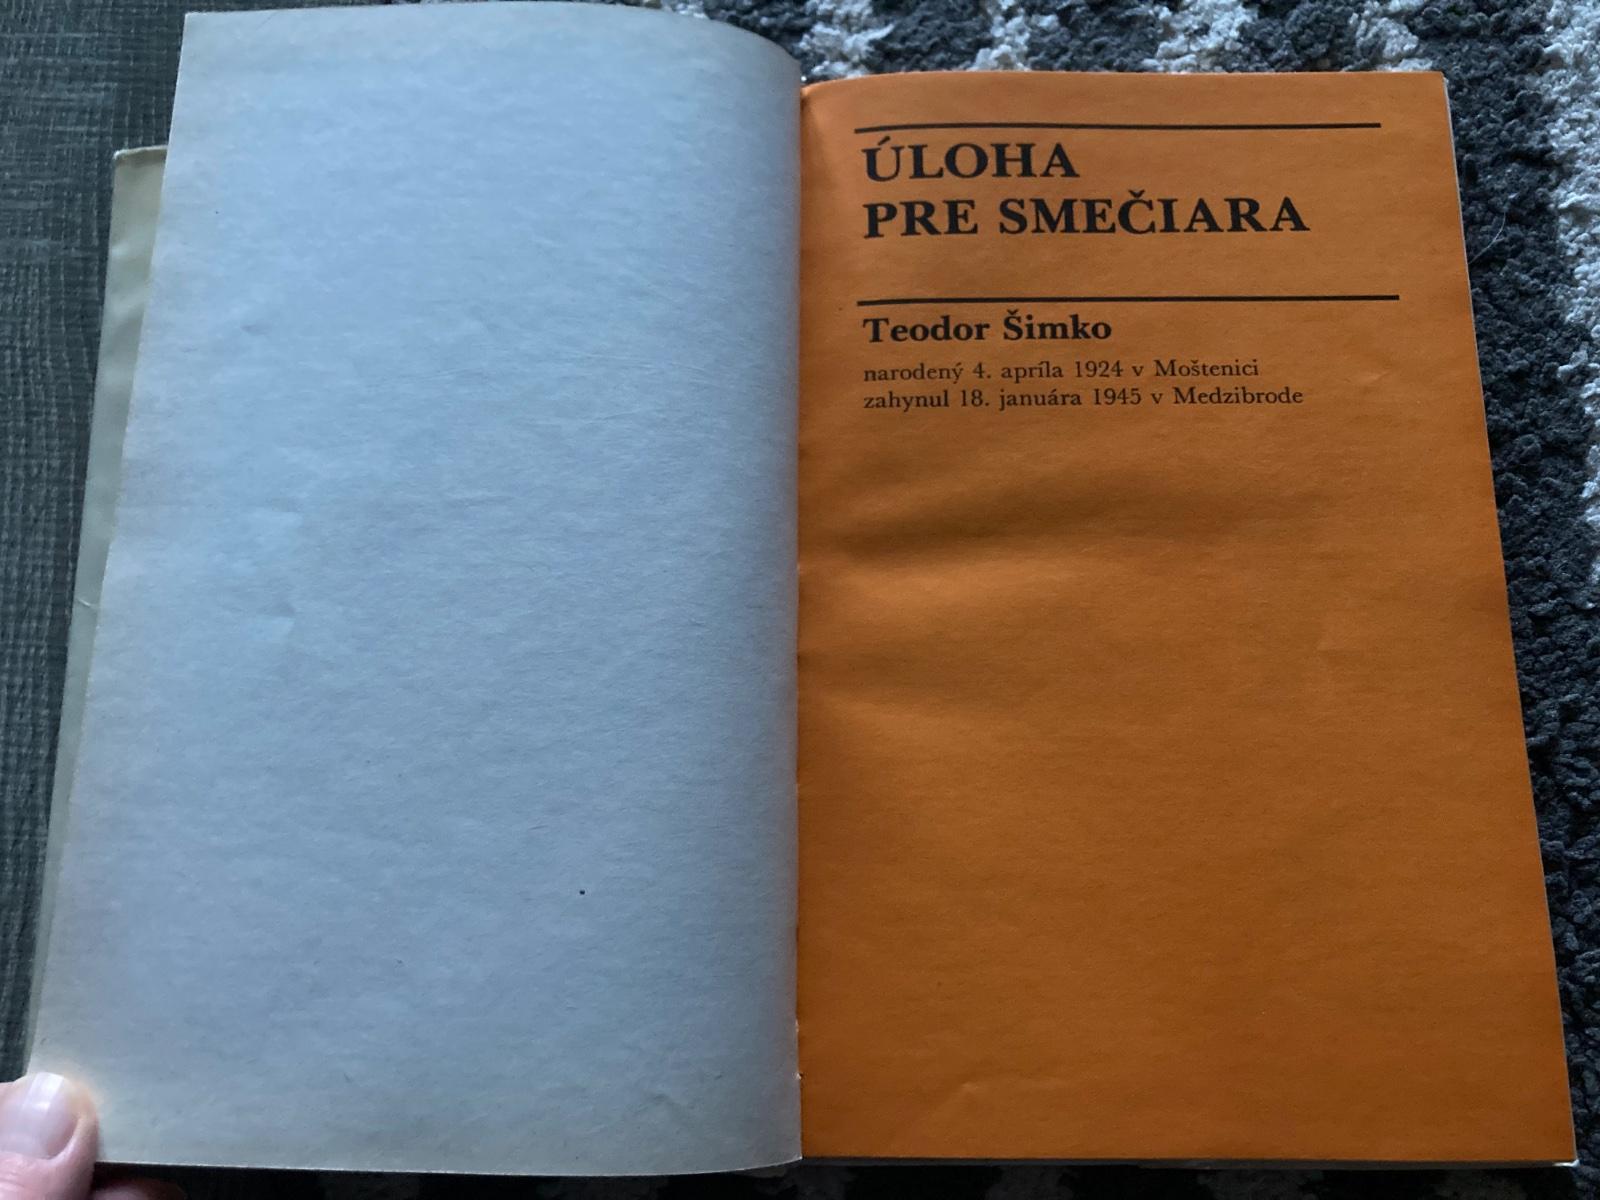 ÚLOHA
PRE SMEČIARA
Teodor Šimko
narodený 4. apríla 1924 v Moštenici
zahynul 18. januára 1945 v Medzibrode